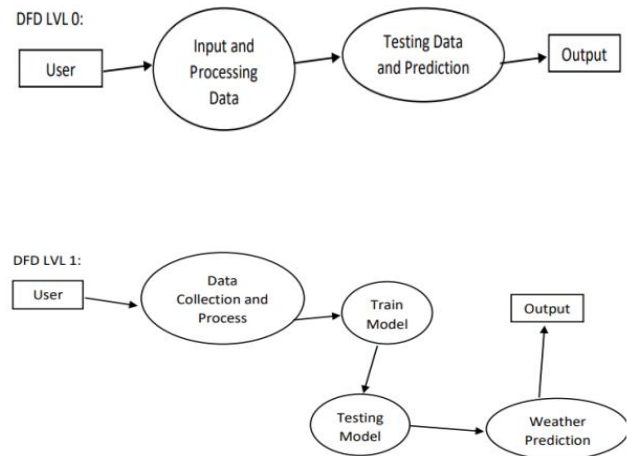 DFD LVL 0:
User
Input and
Processing
Data
Testing Data
and Prediction
Output
DFD LVL 1:
User
Data
Collection and
Process
Train
Model
Testing
Model
Weather
Prediction
Output